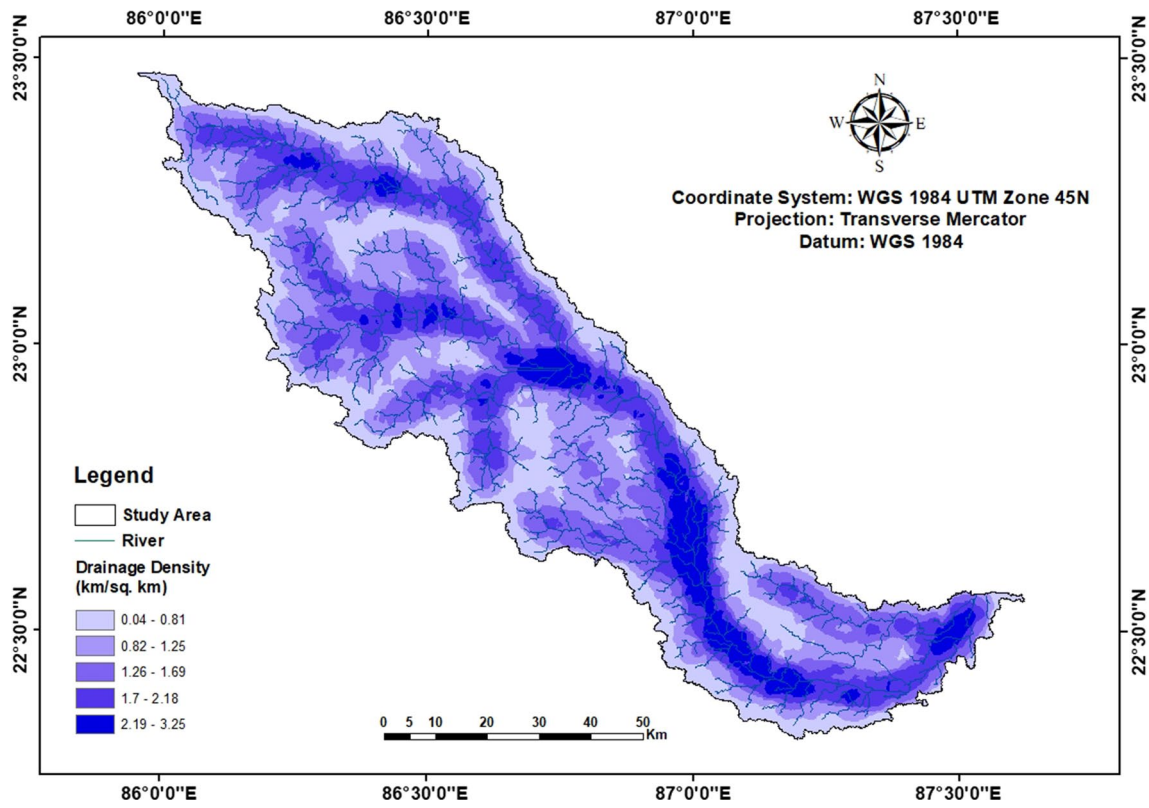 86°0'0"E 86°30'0"E 87°0'0"E 87°30'0"E
23°30'0"N
23°30'0"N
N
W E
S
Coordinate System: WGS 1984 UTM Zone 45N
Projection: Transverse Mercator
Datum: WGS 1984
23°0'0"N
23°0'0"N
Legend
Study Area
River
Drainage Density
(km/sq. km)
0.04 - 0.81
0.82 - 1.25
1.26 - 1.69
1.7 - 2.18
2.19 - 3.25
22°30'0"N
22°30'0"N
0 5 10 20 30 40 50
Km
86°0'0"E 86°30'0"E 87°0'0"E 87°30'0"E